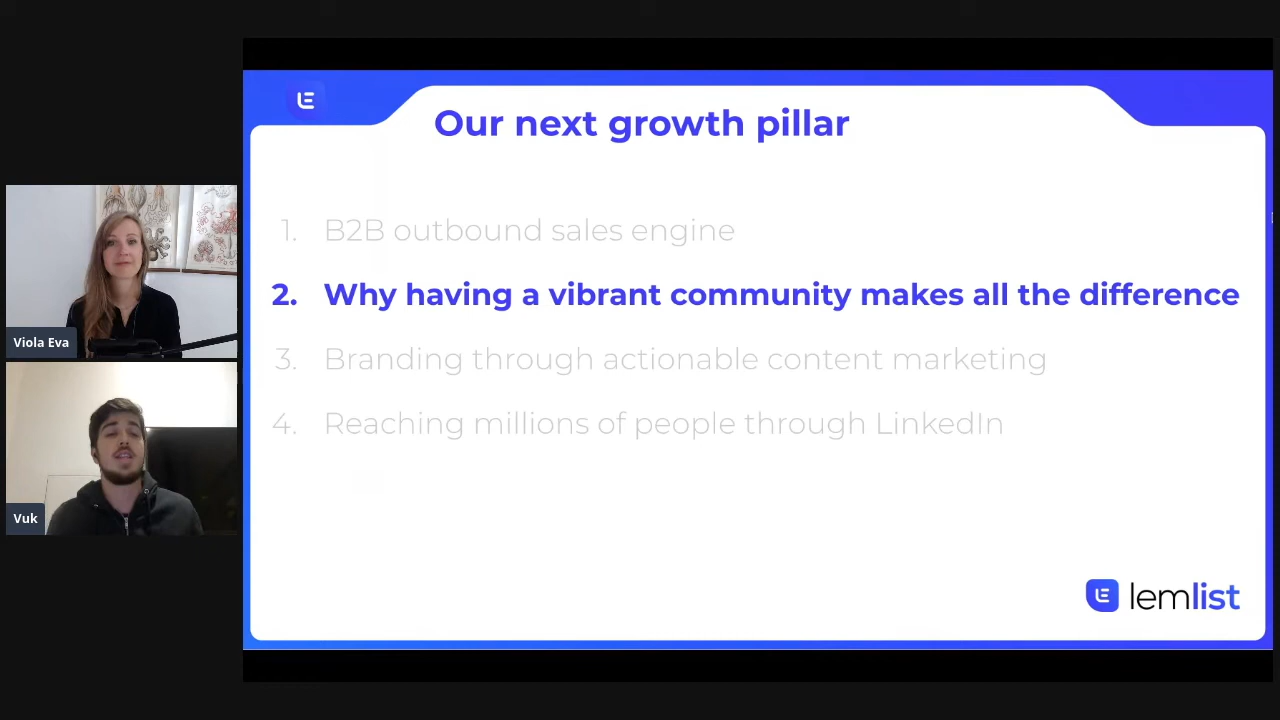 Our next growth pillar
1. B2B outbound sales engine
2. Why having a vibrant community makes all the difference
3. Branding through actionable content marketing
4. Reaching millions of people through LinkedIn
lemlist
Viola Eva
Vuk